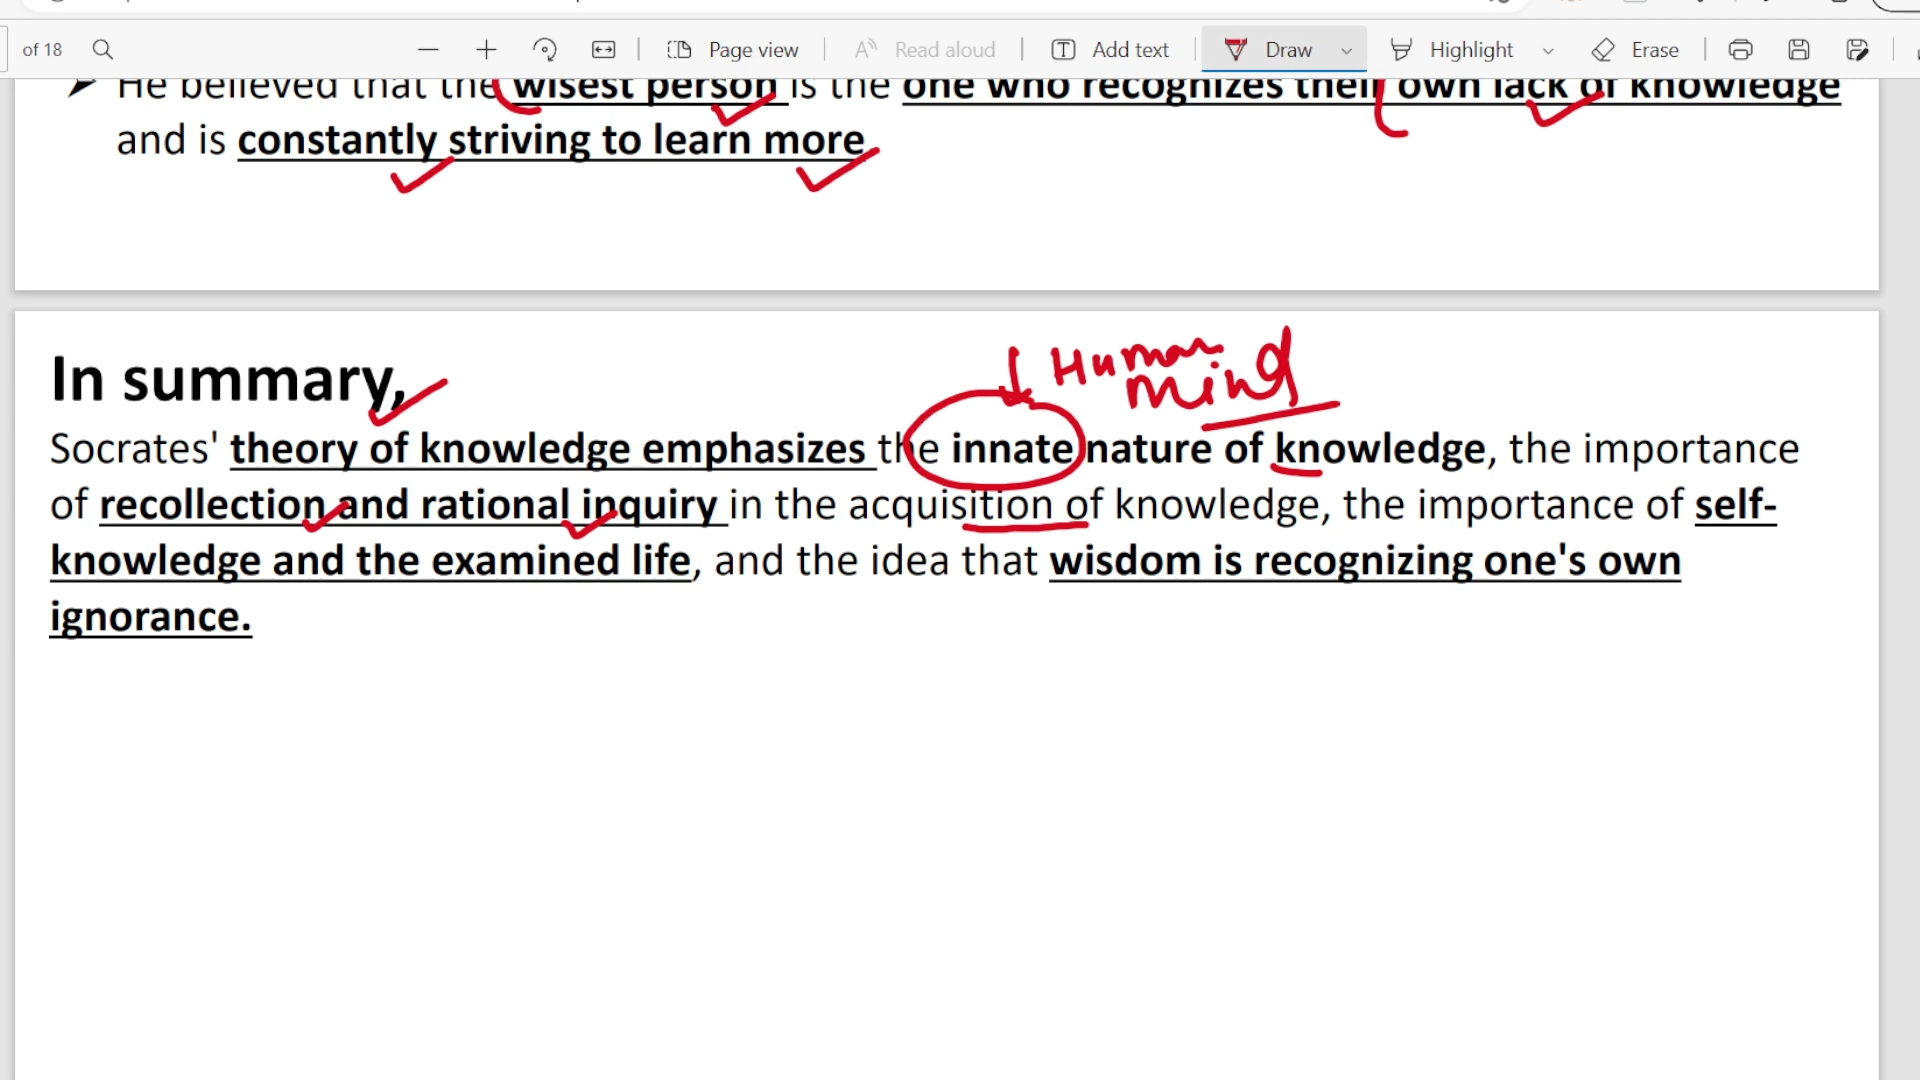 of 18
Page view
Read aloud
Add text
Draw
Highlight
Erase
He believed that the wisest person is the one who recognizes their own lack of knowledge
and is constantly striving to learn more
Human
mind
In summary,
Socrates' theory of knowledge emphasizes the innate nature of knowledge, the importance
of recollection and rational inquiry in the acquisition of knowledge, the importance of self-
knowledge and the examined life, and the idea that wisdom is recognizing one's own
ignorance.